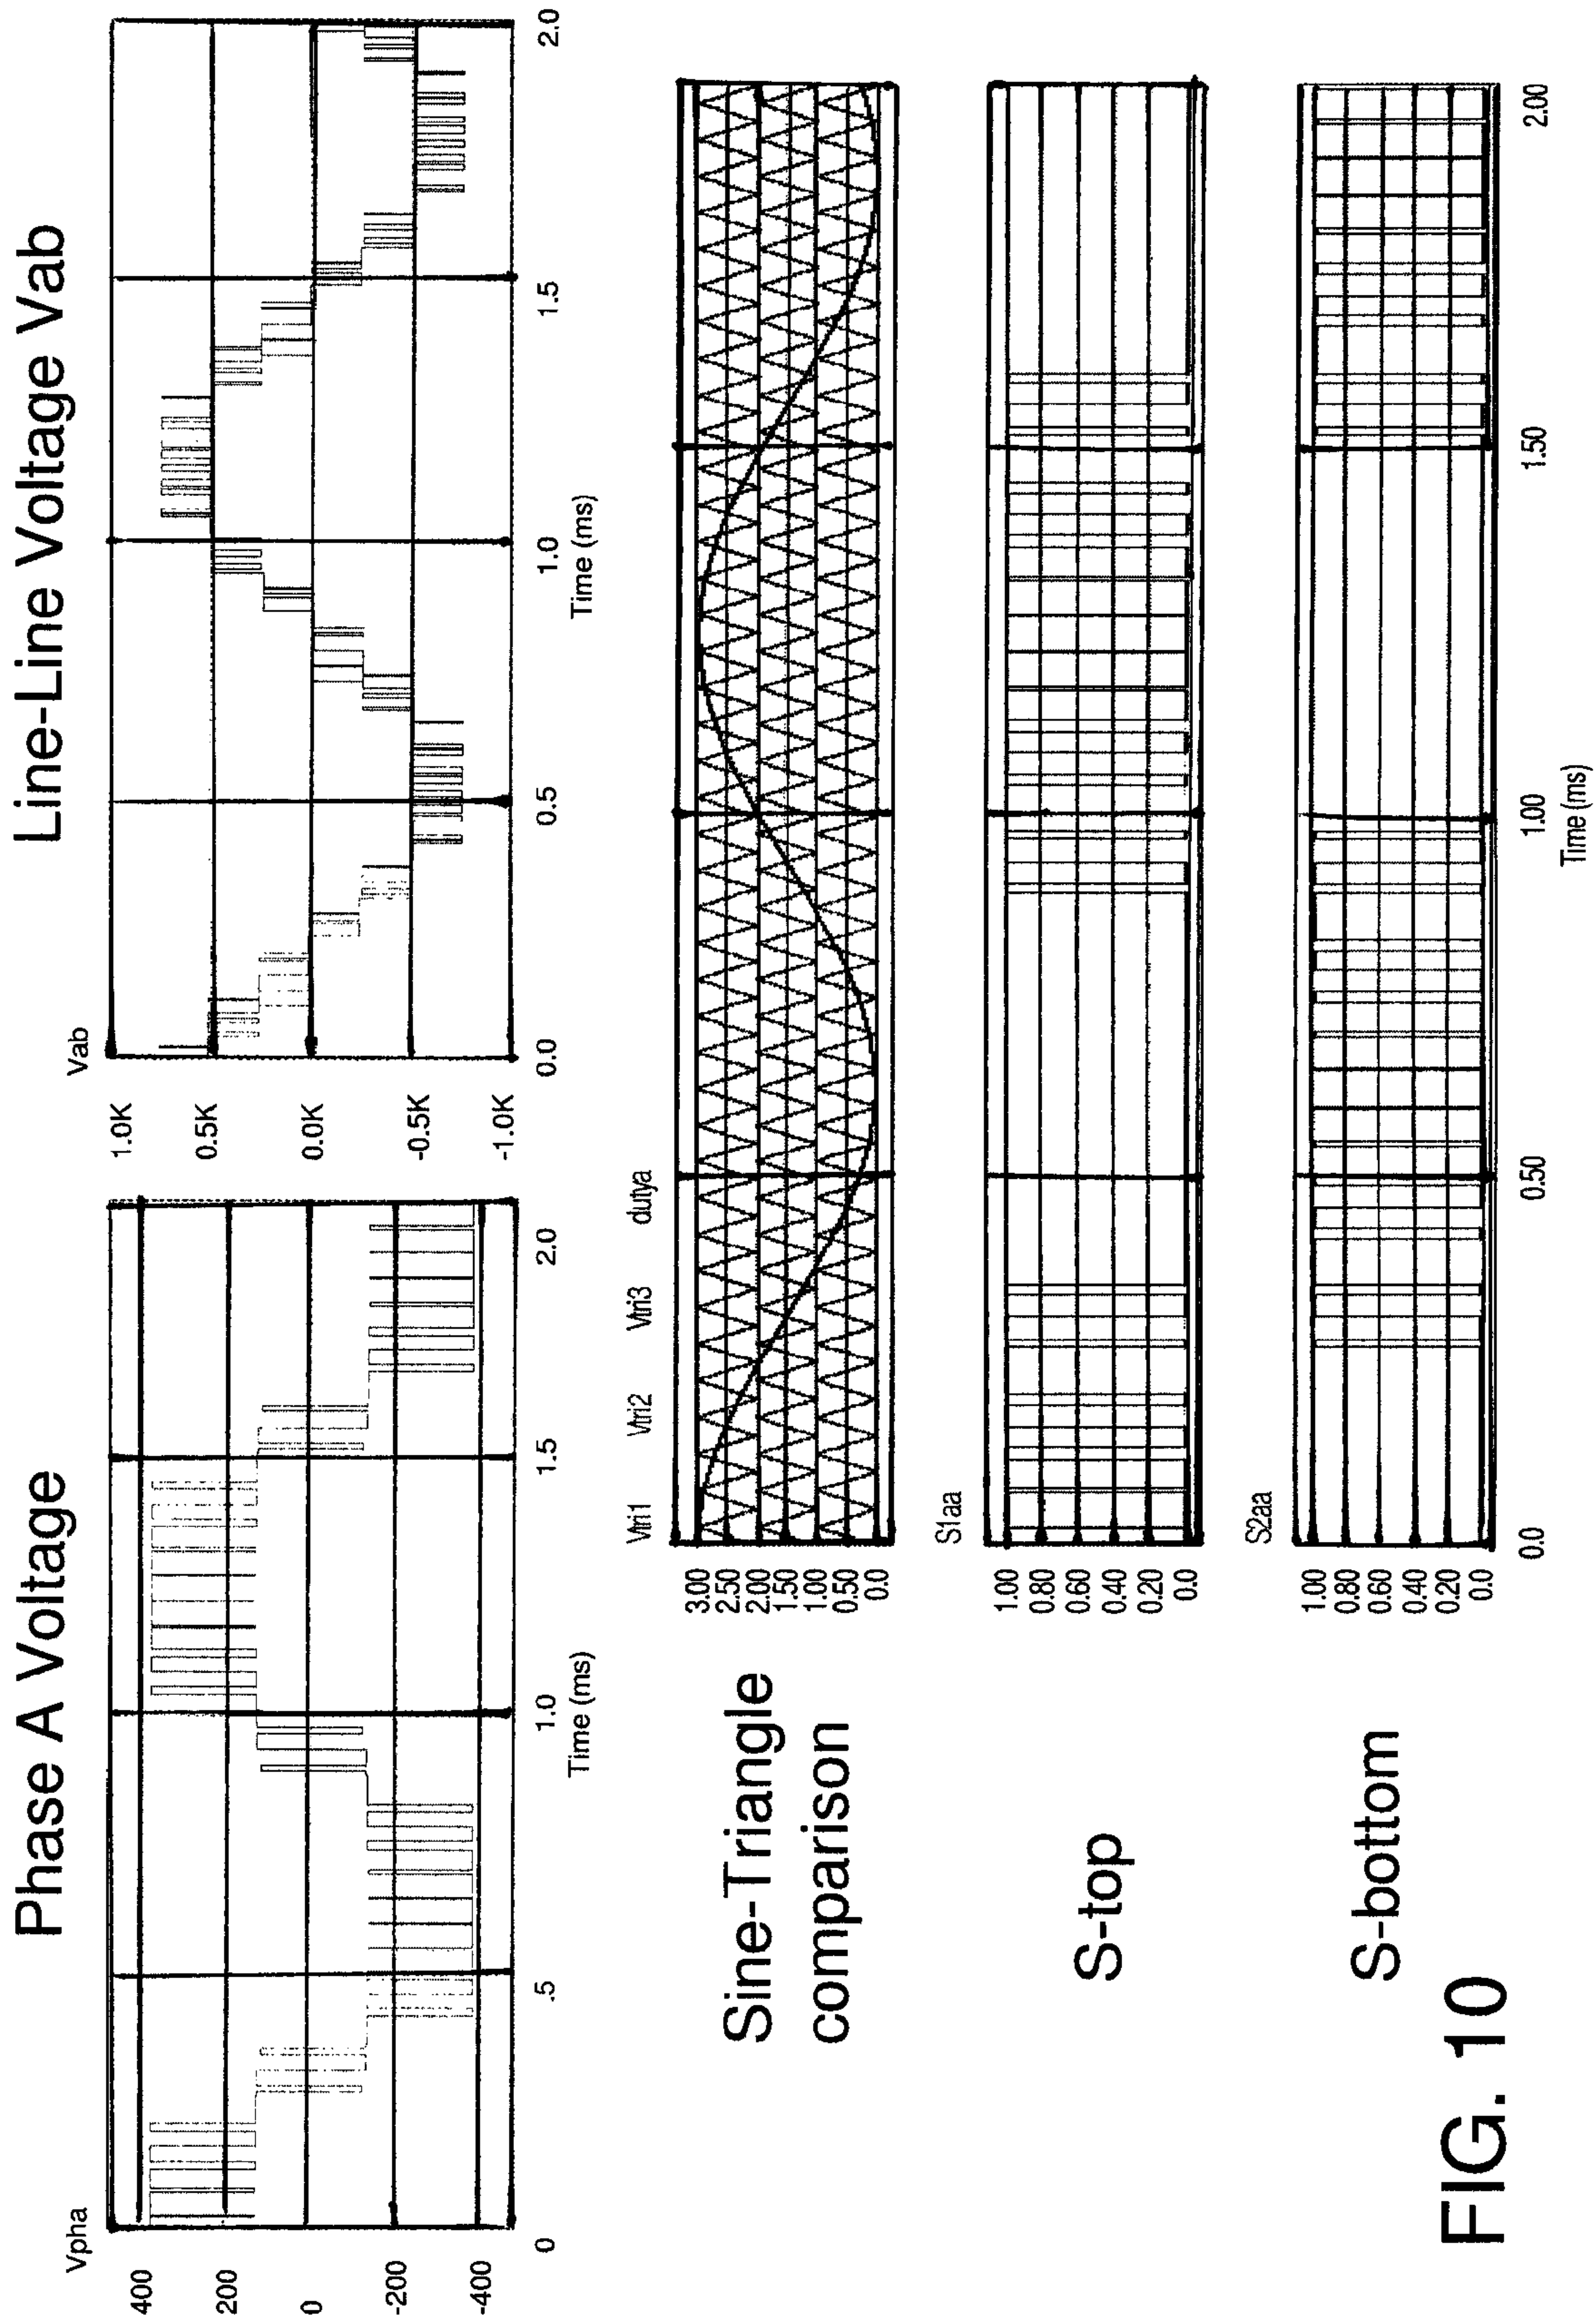 Phase A Voltage
Vpha
400
200
0
-200
-400
0
.5
1.0
1.5
2.0
Time (ms)
Line-Line Voltage Vab
Vab
1.0K
0.5K
0.0K
-0.5K
-1.0K
0.0
0.5
1.0
1.5
2.0
Time (ms)
Sine-Triangle
comparison
Vtri1 Vtri2 Vtri3 dutya
3.00
2.50
2.00
1.50
1.00
0.50
0.0
S-top
S1aa
1.00
0.80
0.60
0.40
0.20
0.0
S-bottom
S2aa
1.00
0.80
0.60
0.40
0.20
0.0
0.0
0.50
1.00
1.50
2.00
Time (ms)
FIG. 10